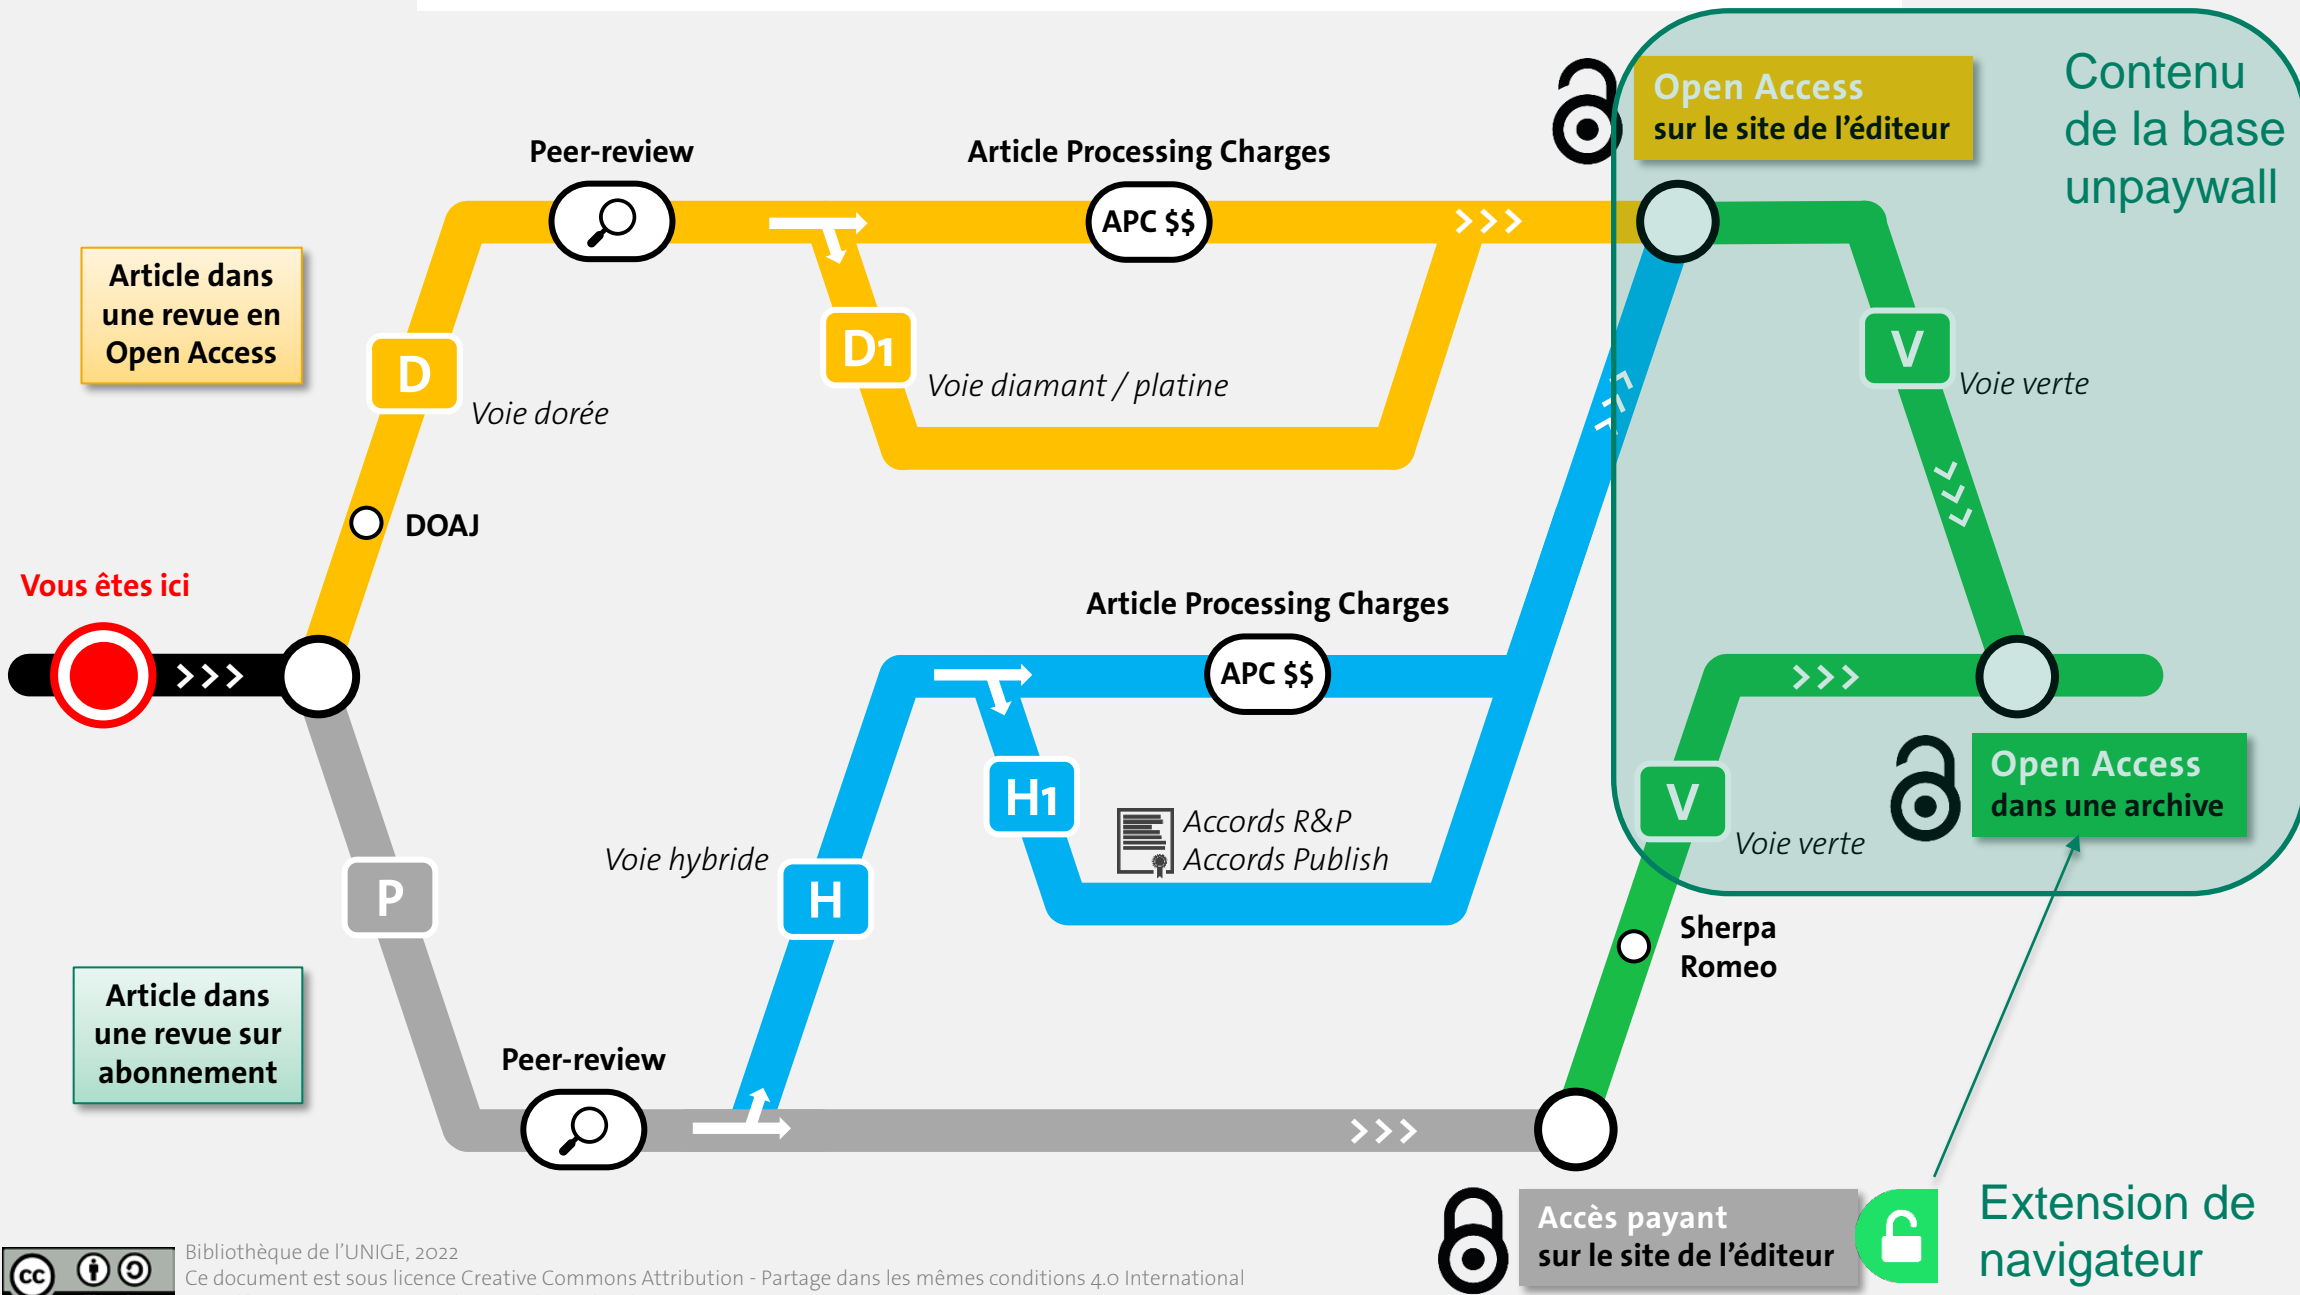 Contenu
de la base
unpaywall
Open Access
sur le site de l'éditeur
Peer-review
Article Processing Charges
APC $$
Article dans
une revue en
Open Access
D
Voie dorée
D1
Voie diamant / platine
V
Voie verte
DOAJ
Vous êtes ici
Article Processing Charges
APC $$
H1
Accords R&P
Accords Publish
Voie hybride
H
P
V
Voie verte
Open Access
dans une archive
Sherpa
Romeo
Article dans
une revue sur
abonnement
Peer-review
Accès payant
sur le site de l'éditeur
Extension de
navigateur
cc
Bibliothèque de l'UNIGE, 2022
Ce document est sous licence Creative Commons Attribution - Partage dans les mêmes conditions 4.0 International